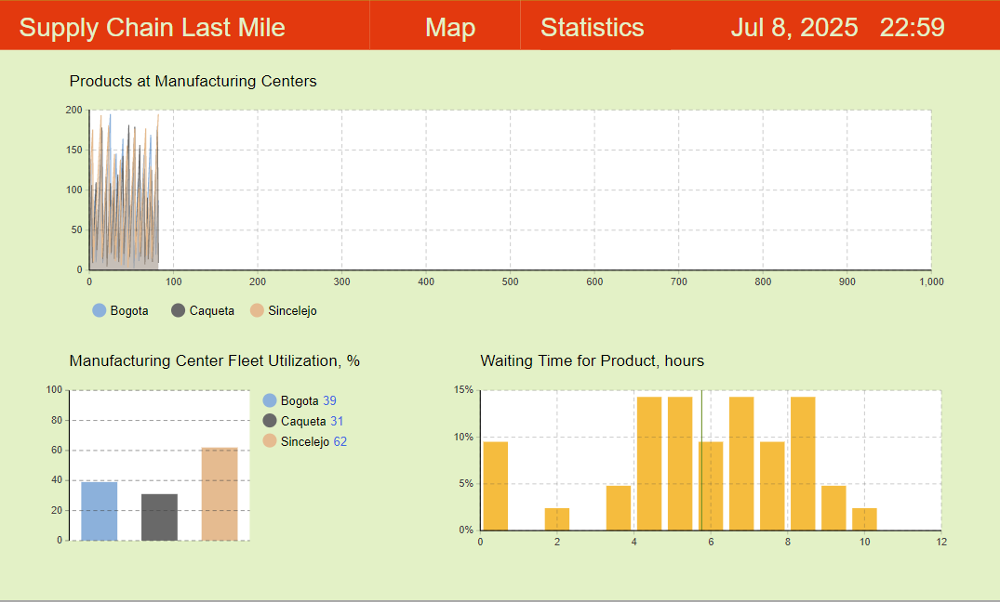 Supply Chain Last Mile Map Statistics Jul 8, 2025 22:59
Products at Manufacturing Centers
200
150
100
50
0
0 100 200 300 400 500 600 700 800 900 1,000
Bogota Caqueta Sincelejo
Manufacturing Center Fleet Utilization, %
100
80
60
40
20
0
Bogota 39
Caqueta 31
Sincelejo 62
Waiting Time for Product, hours
15%
10%
5%
0%
0 2 4 6 8 10 12